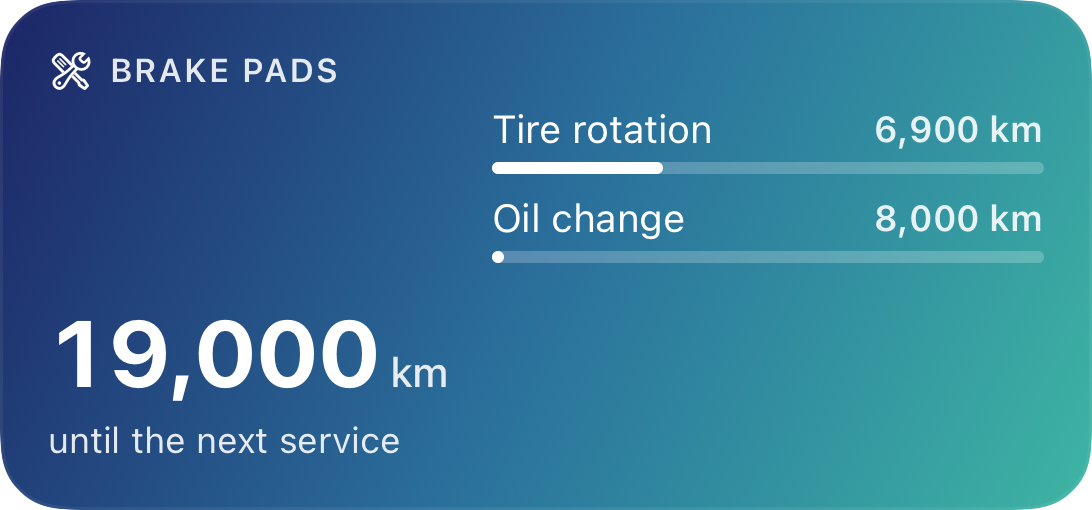 BRAKE PADS
Tire rotation 6,900 km
Oil change 8,000 km
19,000 km
until the next service